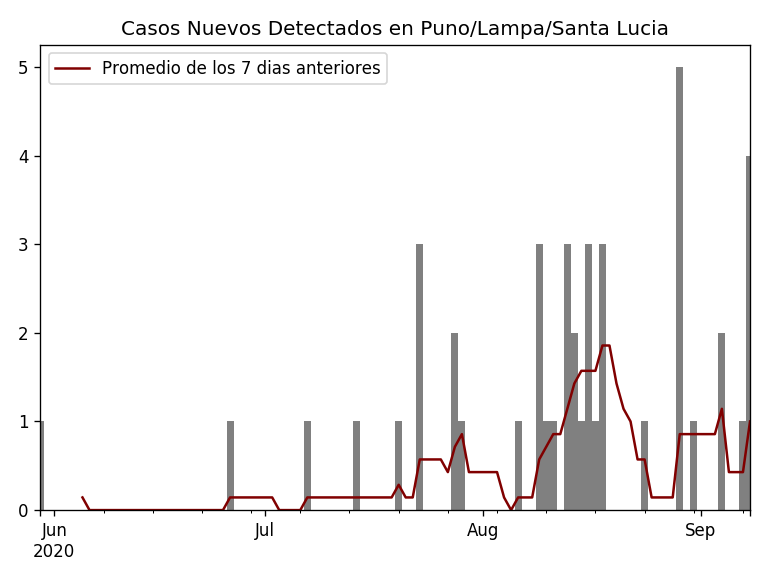 Casos Nuevos Detectados en Puno/Lampa/Santa Lucia
Promedio de los 7 dias anteriores
5
4
3
2
1
0
Jun Jul Aug Sep
2020